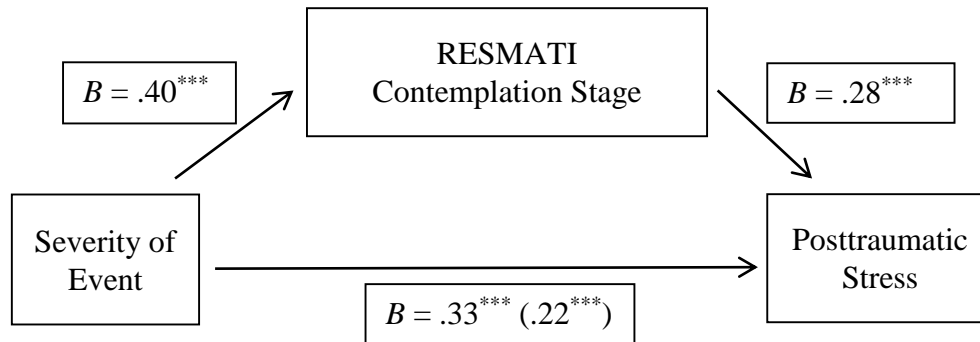 RESMATI
Contemplation Stage
B = .40***
B = .28***
Severity of
Event
Posttraumatic
Stress
B = .33*** (.22***)